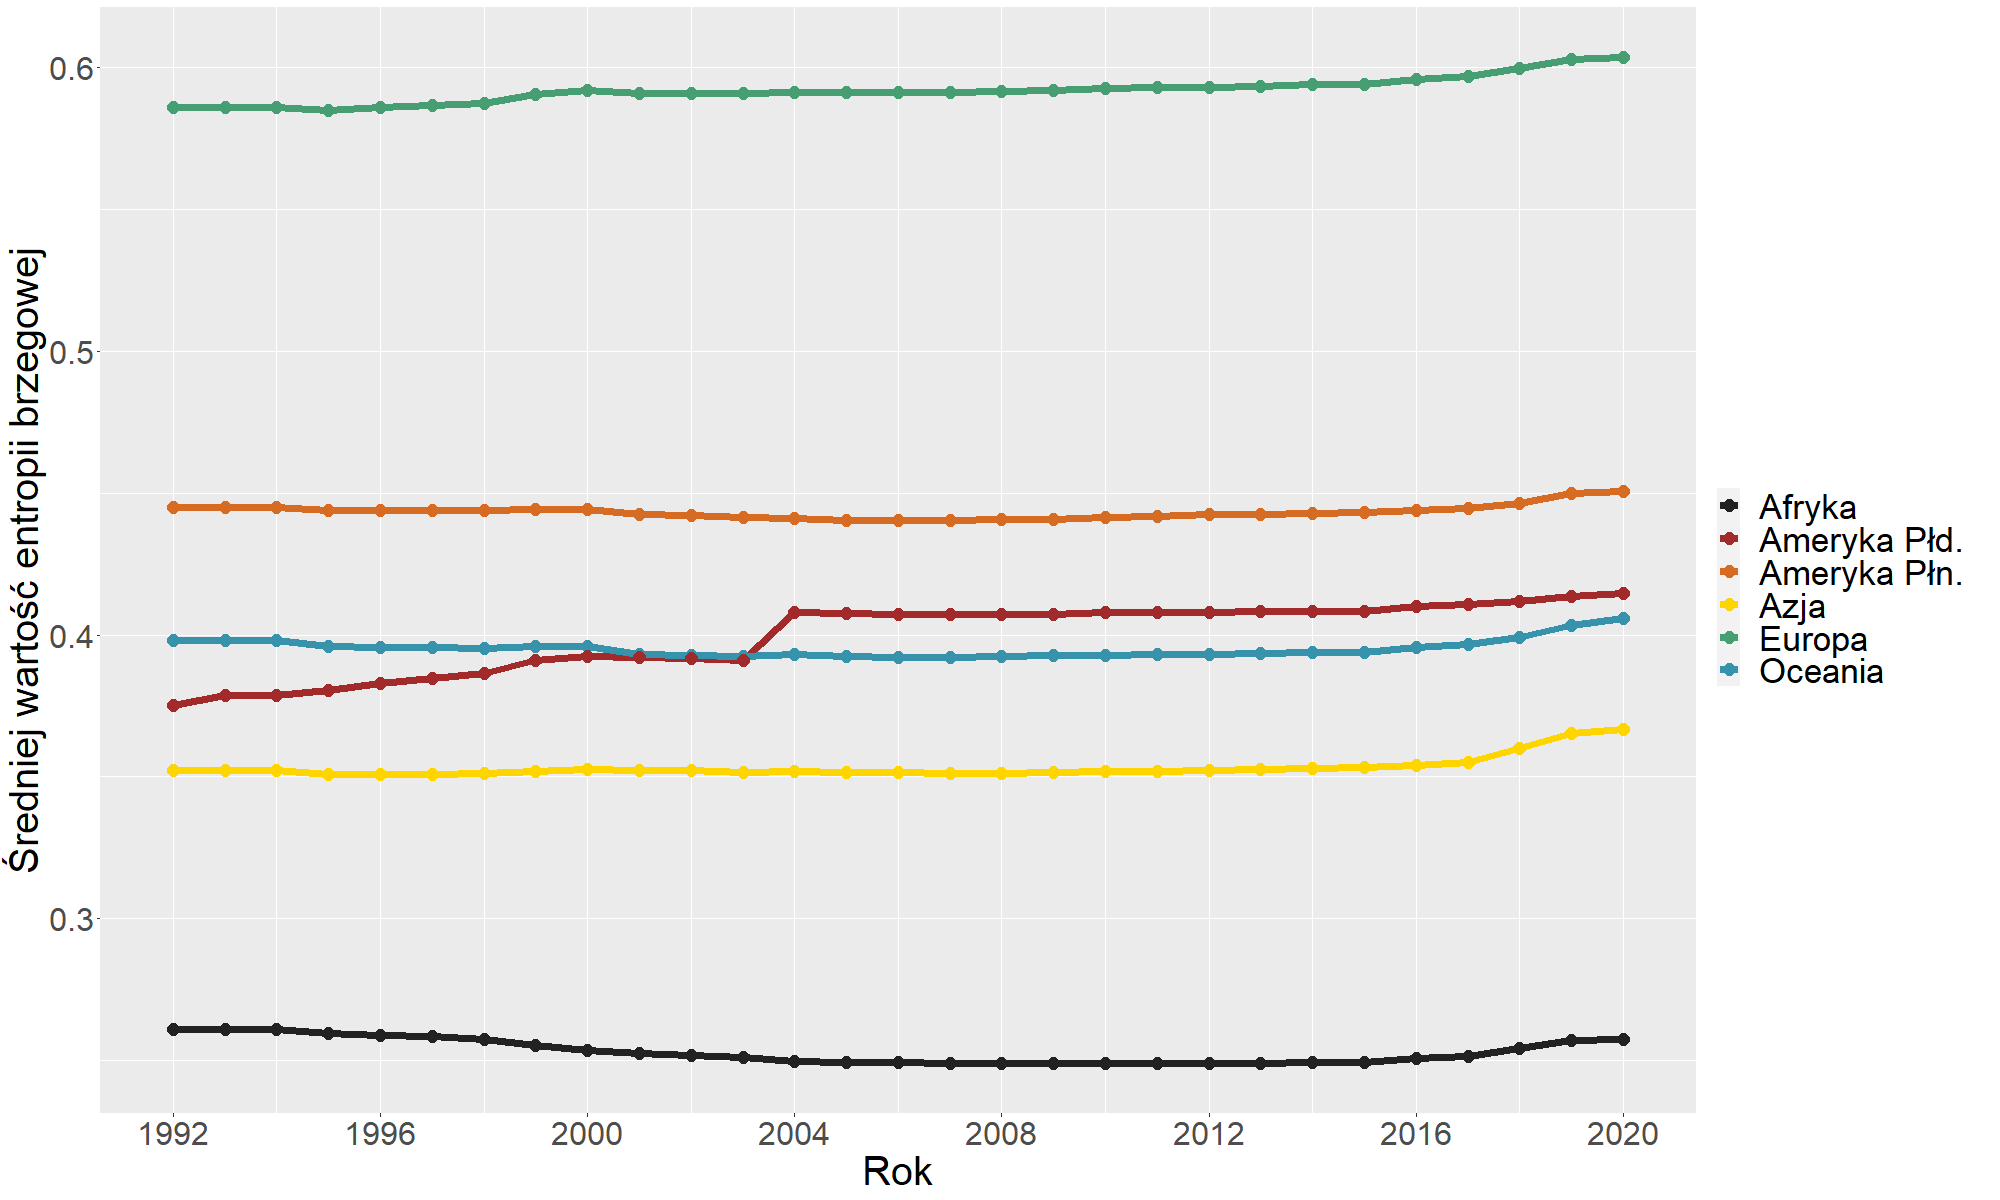 Średniej wartość entropii brzegowej
0.6
0.5
0.4
0.3
1992 1996 2000 2004 2008 2012 2016 2020
Rok
Afryka
Ameryka Płd.
Ameryka Płn.
Azja
Europa
Oceania